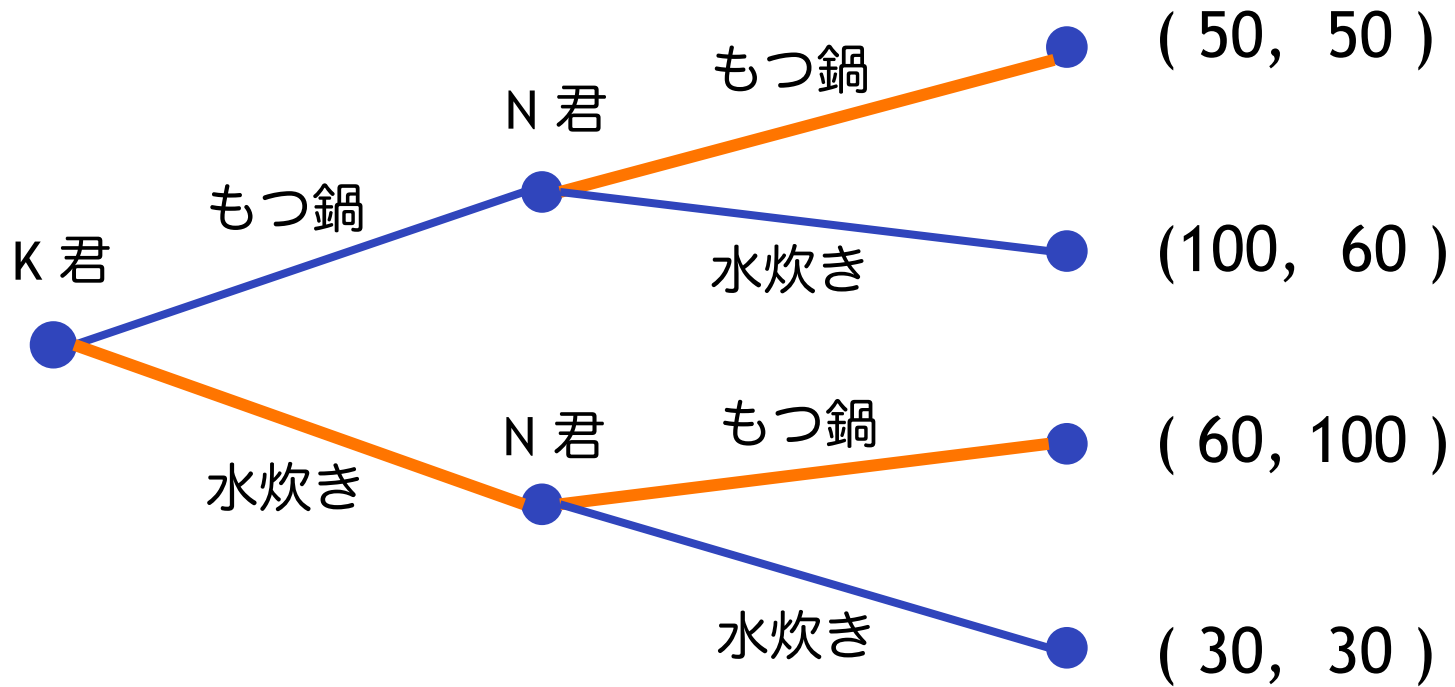 もつ鍋 ( 50, 50 )
N 君
もつ鍋
K 君
水炊き (100, 60 )
もつ鍋 ( 60, 100 )
N 君
水炊き
水炊き ( 30, 30 )